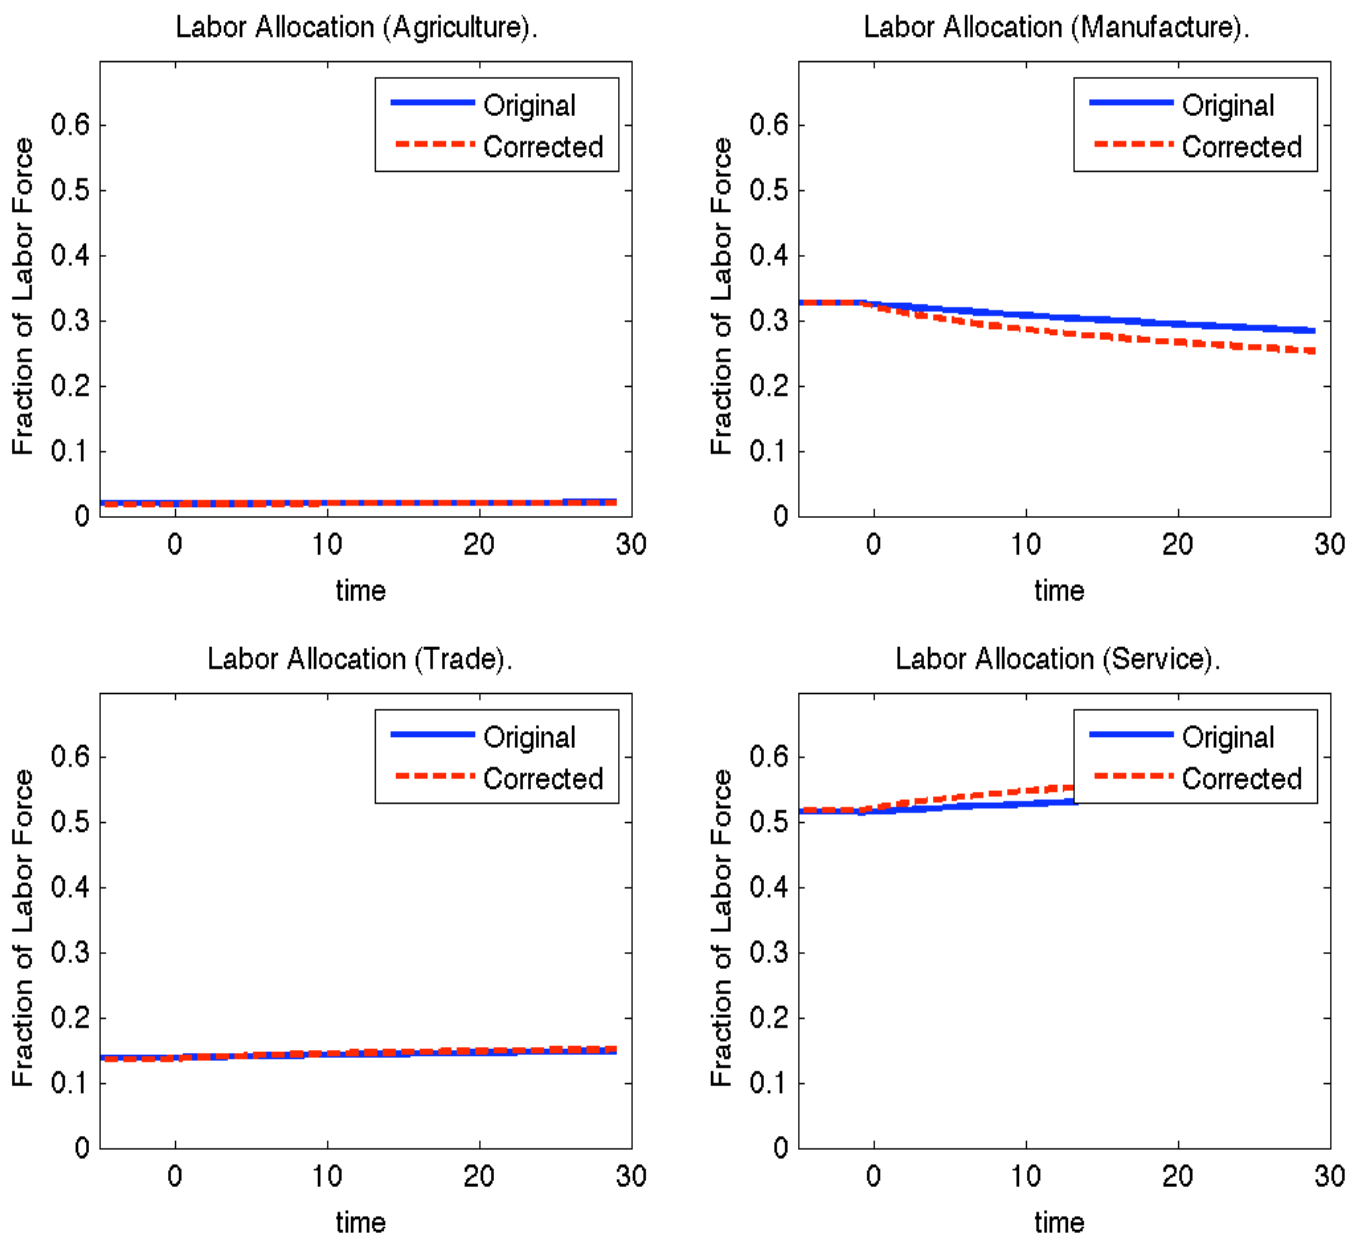 Labor Allocation (Agriculture).
Fraction of Labor Force
0.6
0.5
0.4
0.3
0.2
0.1
0
Original
Corrected
0 10 20 30
time
Labor Allocation (Manufacture).
Fraction of Labor Force
0.6
0.5
0.4
0.3
0.2
0.1
0
Original
Corrected
0 10 20 30
time
Labor Allocation (Trade).
Fraction of Labor Force
0.6
0.5
0.4
0.3
0.2
0.1
0
Original
Corrected
0 10 20 30
time
Labor Allocation (Service).
Fraction of Labor Force
0.6
0.5
0.4
0.3
0.2
0.1
0
Original
Corrected
0 10 20 30
time